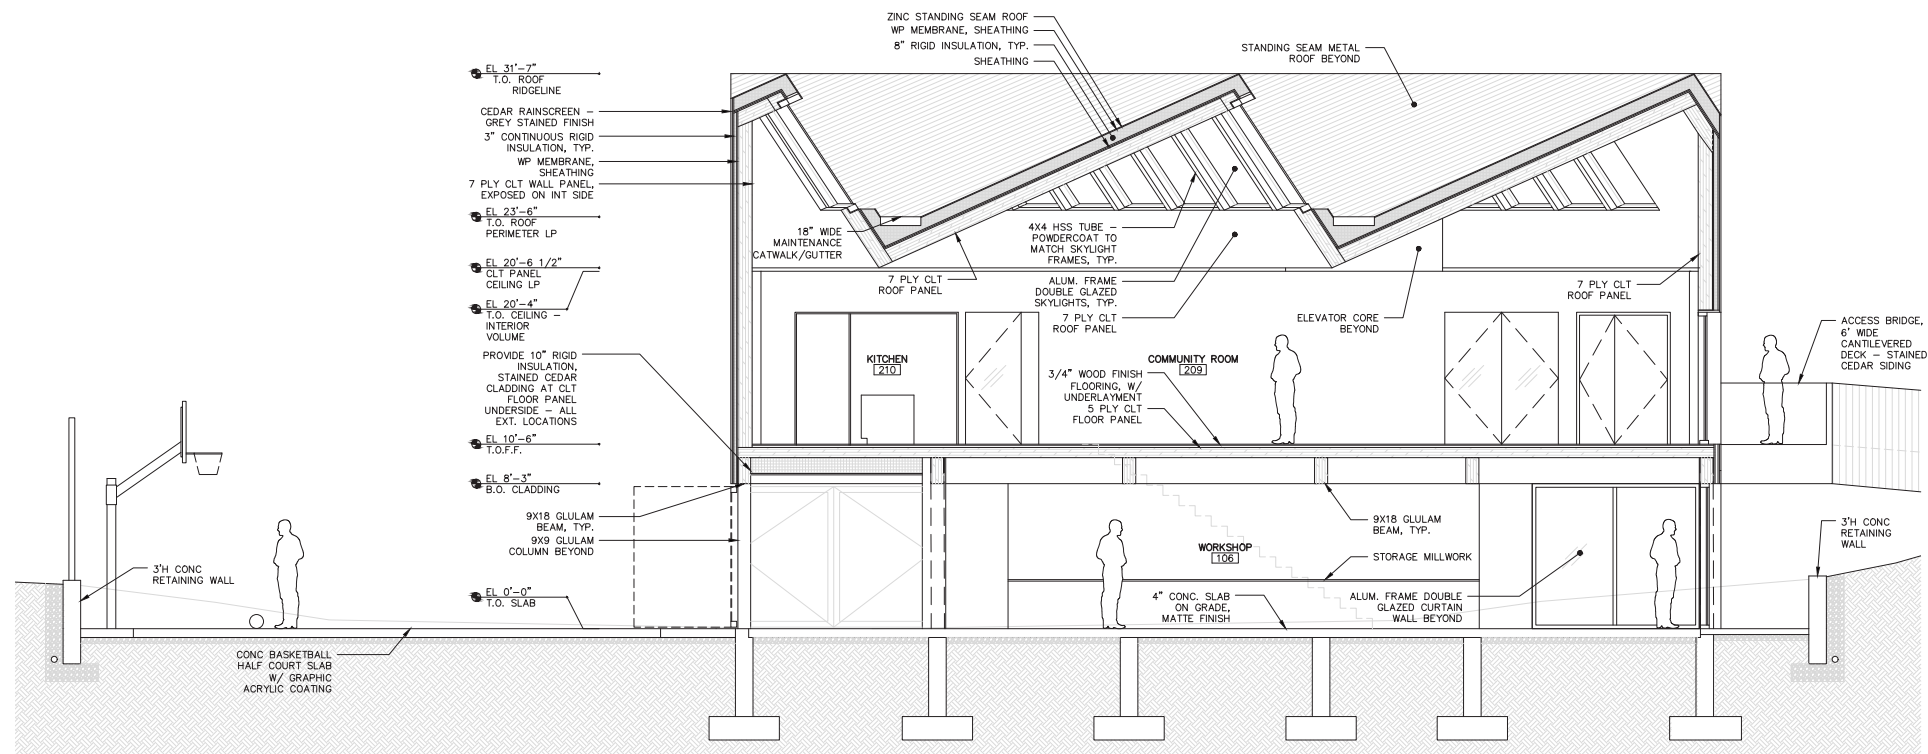 ZINC STANDING SEAM ROOF
WP MEMBRANE, SHEATHING
8" RIGID INSULATION, TYP.
SHEATHING
STANDING SEAM METAL
ROOF BEYOND
EL 31'-7"
T.O. ROOF
RIDGELINE
CEDAR RAINSCREEN –
GREY STAINED FINISH
3" CONTINUOUS RIGID
INSULATION, TYP.
WP MEMBRANE,
SHEATHING
7 PLY CLT WALL PANEL,
EXPOSED ON INT SIDE
EL 23'-6"
T.O. ROOF
PERIMETER LP
EL 20'-6 1/2"
CLT PANEL
CEILING LP
EL 20'-4"
T.O. CEILING –
INTERIOR
VOLUME
PROVIDE 10" RIGID
INSULATION,
STAINED CEDAR
CLADDING AT CLT
FLOOR PANEL
UNDERSIDE – ALL
EXT. LOCATIONS
EL 10'-6"
T.O.F.F.
EL 8'-3"
B.O. CLADDING
9X18 GLULAM
BEAM, TYP.
9X9 GLULAM
COLUMN BEYOND
EL 0'-0"
T.O. SLAB
3'H CONC
RETAINING WALL
CONC BASKETBALL
HALF COURT SLAB
W/ GRAPHIC
ACRYLIC COATING
18" WIDE
MAINTENANCE
CATWALK/GUTTER
7 PLY CLT
ROOF PANEL
4X4 HSS TUBE –
POWDERCOAT TO
MATCH SKYLIGHT
FRAMES, TYP.
ALUM. FRAME
DOUBLE GLAZED
SKYLIGHTS, TYP.
7 PLY CLT
ROOF PANEL
ELEVATOR CORE
BEYOND
7 PLY CLT
ROOF PANEL
KITCHEN
210
COMMUNITY ROOM
209
3/4" WOOD FINISH
FLOORING, W/
UNDERLAYMENT
5 PLY CLT
FLOOR PANEL
ACCESS BRIDGE,
6' WIDE
CANTILEVERED
DECK – STAINED
CEDAR SIDING
9X18 GLULAM
BEAM, TYP.
WORKSHOP
106
STORAGE MILLWORK
4" CONC. SLAB
ON GRADE,
MATTE FINISH
ALUM. FRAME DOUBLE
GLAZED CURTAIN
WALL BEYOND
3'H CONC
RETAINING
WALL